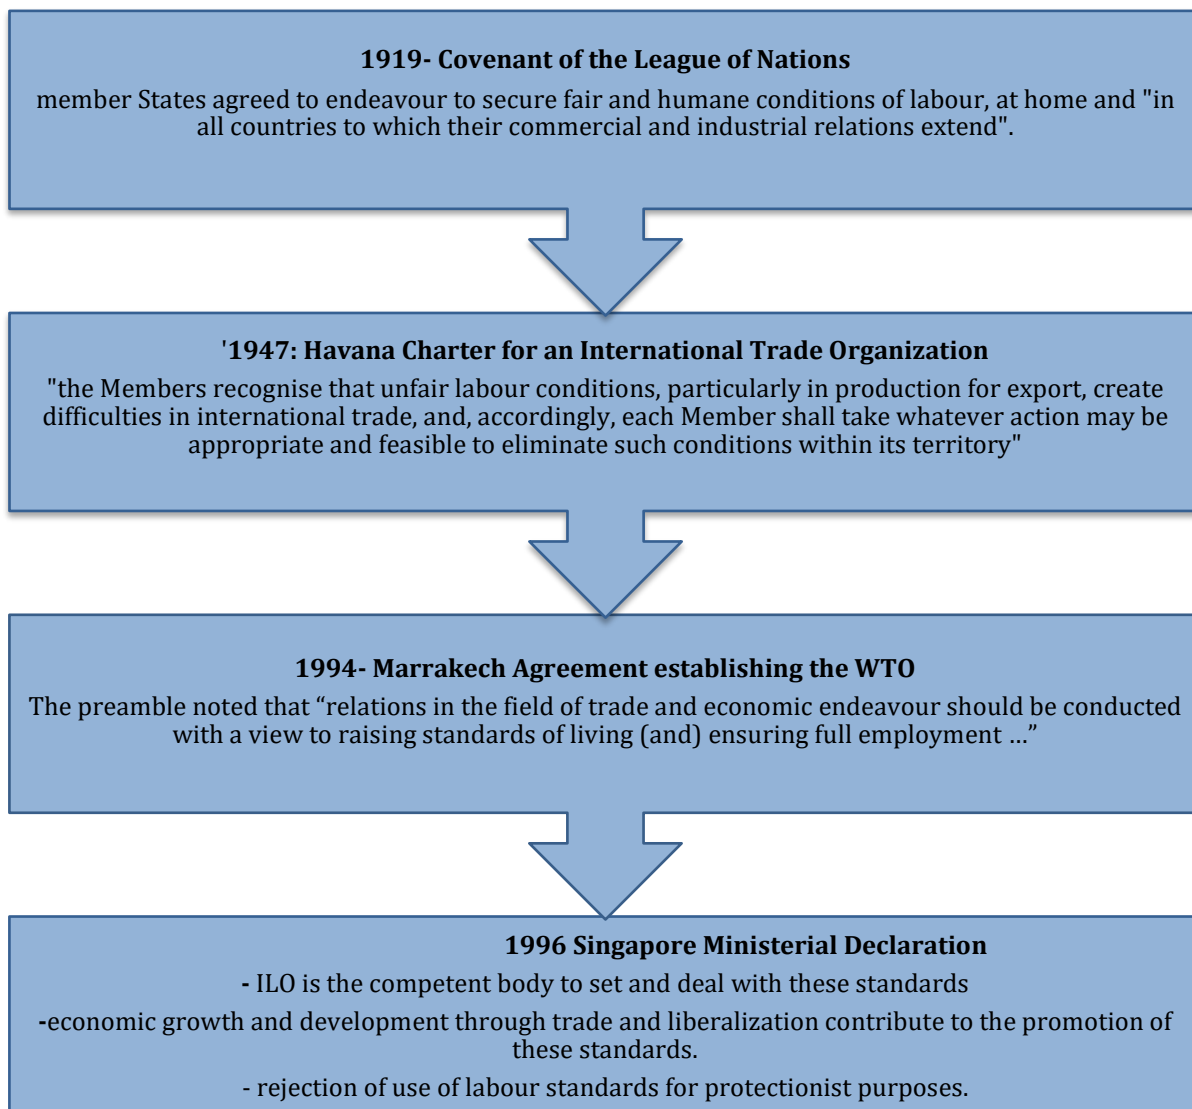 1919- Covenant of the League of Nations
member States agreed to endeavour to secure fair and humane conditions of labour, at home and "in
all countries to which their commercial and industrial relations extend".
'1947: Havana Charter for an International Trade Organization
"the Members recognise that unfair labour conditions, particularly in production for export, create
difficulties in international trade, and, accordingly, each Member shall take whatever action may be
appropriate and feasible to eliminate such conditions within its territory"
1994- Marrakech Agreement establishing the WTO
The preamble noted that “relations in the field of trade and economic endeavour should be conducted
with a view to raising standards of living (and) ensuring full employment …”
1996 Singapore Ministerial Declaration
- ILO is the competent body to set and deal with these standards
-economic growth and development through trade and liberalization contribute to the promotion of
these standards.
- rejection of use of labour standards for protectionist purposes.